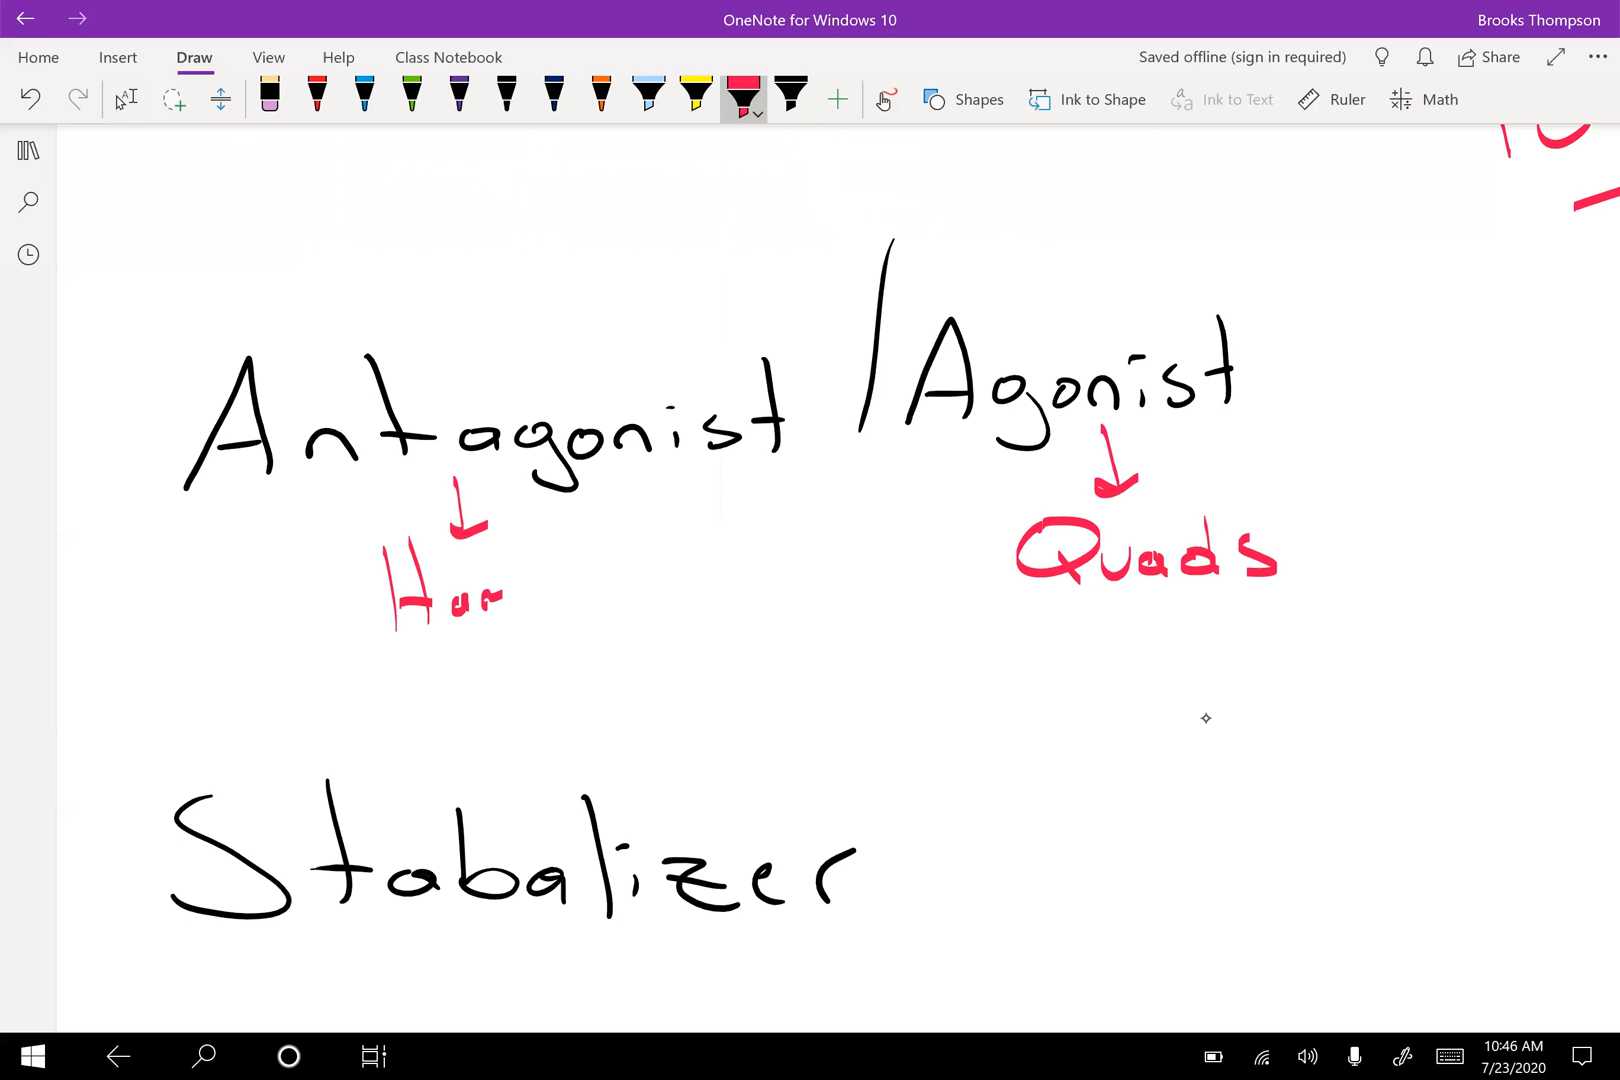 OneNote for Windows 10
Brooks Thompson
Home Insert Draw View Help Class Notebook
Saved offline (sign in required) Share
Shapes Ink to Shape Ink to Text Ruler Math
Antagonist / Agonist
Quads
Stabalizer
10:46 AM
7/23/2020